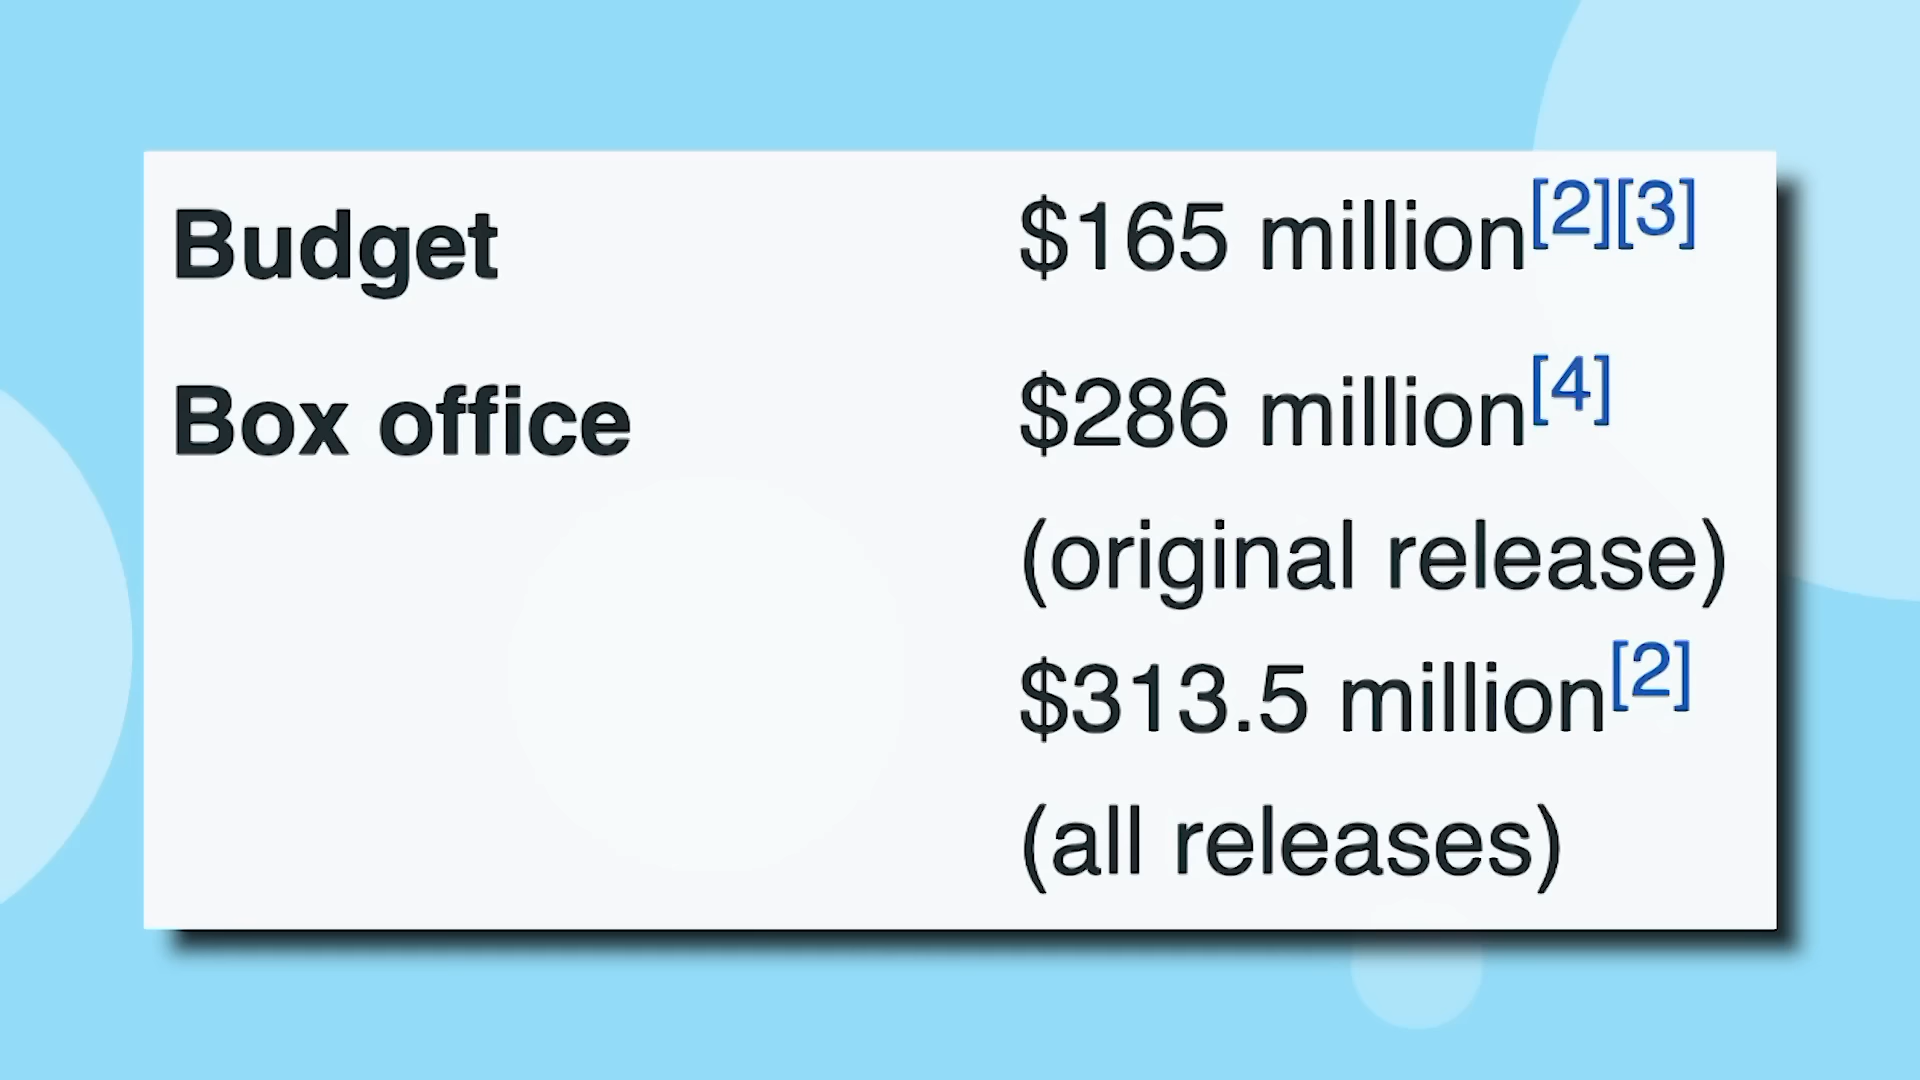 Budget $165 million[2][3]
Box office $286 million[4]
(original release)
$313.5 million[2]
(all releases)